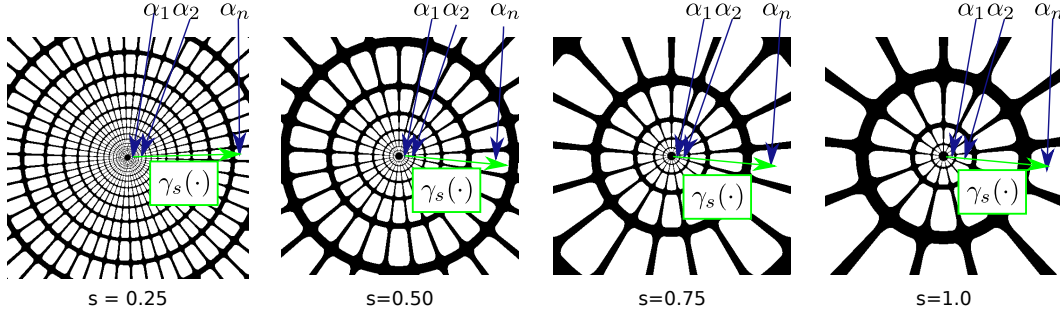 α₁α₂ αₙ α₁α₂ αₙ α₁α₂ αₙ α₁α₂ αₙ
γₛ(·) γₛ(·) γₛ(·) γₛ(·)
s = 0.25 s=0.50 s=0.75 s=1.0